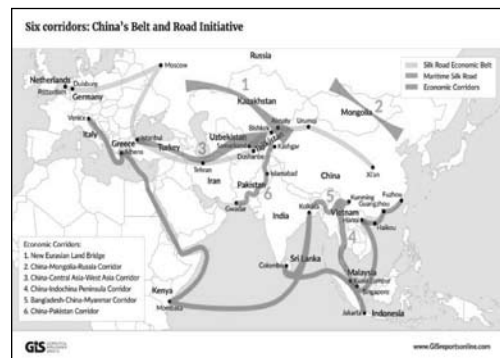 Six corridors: China's Belt and Road Initiative
Silk Road Economic Belt
Maritime Silk Road
Economic Corridors
Russia
Moscow
Netherlands
Duisburg
Rotterdam
Germany
Venice
Italy
Greece
Athens
Istanbul
Turkey
1
Kazakhstan
2
Mongolia
Almaty
Bishkek
Urumqi
Uzbekistan
Samarkand
Dushanbe
Kashgar
3
Tehran
Iran
China
Xi'an
Islamabad
Pakistan
6
Gwadar
India
Kolkata
5
Kunming
Fuzhou
Guangzhou
Vietnam
Hanoi
Haikou
4
Sri Lanka
Colombo
Malaysia
Kuala Lumpur
Singapore
Jakarta
Indonesia
Kenya
Mombasa
Economic Corridors:
1 New Eurasian Land Bridge
2 China-Mongolia-Russia Corridor
3 China-Central Asia-West Asia Corridor
4 China-Indochina Peninsula Corridor
5 Bangladesh-China-Myanmar Corridor
6 China-Pakistan Corridor
GIS
www.GISreportsonline.com